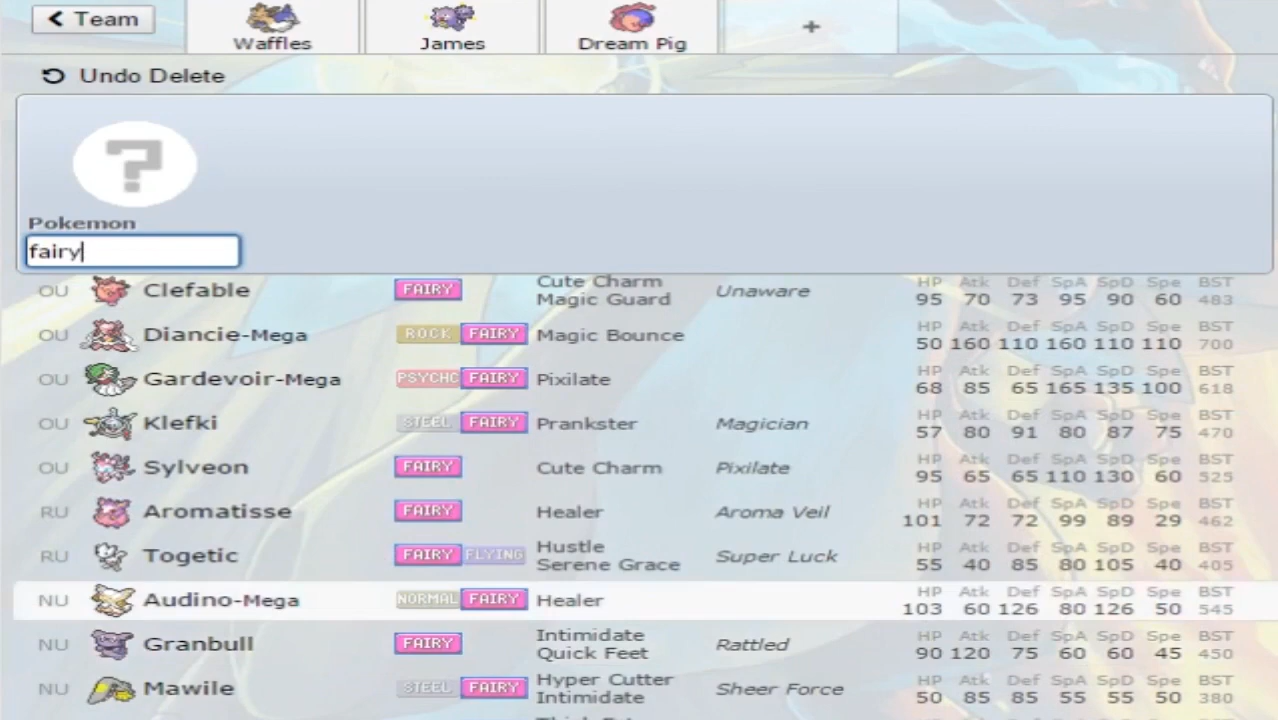 Team
Waffles
James
Dream Pig
+
Undo Delete
?
Pokemon
fairy
OU Clefable FAIRY Cute Charm Magic Guard Unaware HP 95 Atk 70 Def 73 SpA 95 SpD 90 Spe 60 BST 483
OU Diancie-Mega ROCK FAIRY Magic Bounce HP 50 Atk 160 Def 110 SpA 160 SpD 110 Spe 110 BST 700
OU Gardevoir-Mega PSYCHC FAIRY Pixilate HP 68 Atk 85 Def 65 SpA 165 SpD 135 Spe 100 BST 618
OU Klefki STEEL FAIRY Prankster Magician HP 57 Atk 80 Def 91 SpA 80 SpD 87 Spe 75 BST 470
OU Sylveon FAIRY Cute Charm Pixilate HP 95 Atk 65 Def 65 SpA 110 SpD 130 Spe 60 BST 525
RU Aromatisse FAIRY Healer Aroma Veil HP 101 Atk 72 Def 72 SpA 99 SpD 89 Spe 29 BST 462
RU Togetic FAIRY FLYING Hustle Serene Grace Super Luck HP 55 Atk 40 Def 85 SpA 80 SpD 105 Spe 40 BST 405
NU Audino-Mega NORMAL FAIRY Healer HP 103 Atk 60 Def 126 SpA 80 SpD 126 Spe 50 BST 545
NU Granbull FAIRY Intimidate Quick Feet Rattled HP 90 Atk 120 Def 75 SpA 60 SpD 60 Spe 45 BST 450
NU Mawile STEEL FAIRY Hyper Cutter Intimidate Sheer Force HP 50 Atk 85 Def 85 SpA 55 SpD 55 Spe 50 BST 380